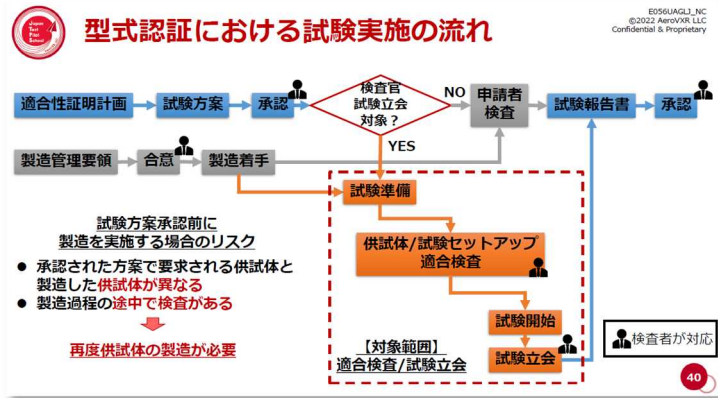 Japan
Test
Pilot
School
型式認証における試験実施の流れ
E056UAGLJ_NC
©2022 AeroVXR LLC
Confidential & Proprietary
適合性証明計画
試験方案
承認
検査官
試験立会
対象？
NO
申請者
検査
試験報告書
承認
YES
製造管理要領
合意
製造着手
試験準備
試験方案承認前に
製造を実施する場合のリスク
● 承認された方案で要求される供試体と
製造した供試体が異なる
● 製造過程の途中で検査がある
再度供試体の製造が必要
供試体/試験セットアップ
適合検査
試験開始
試験立会
【対象範囲】
適合検査/試験立会
検査者が対応
40